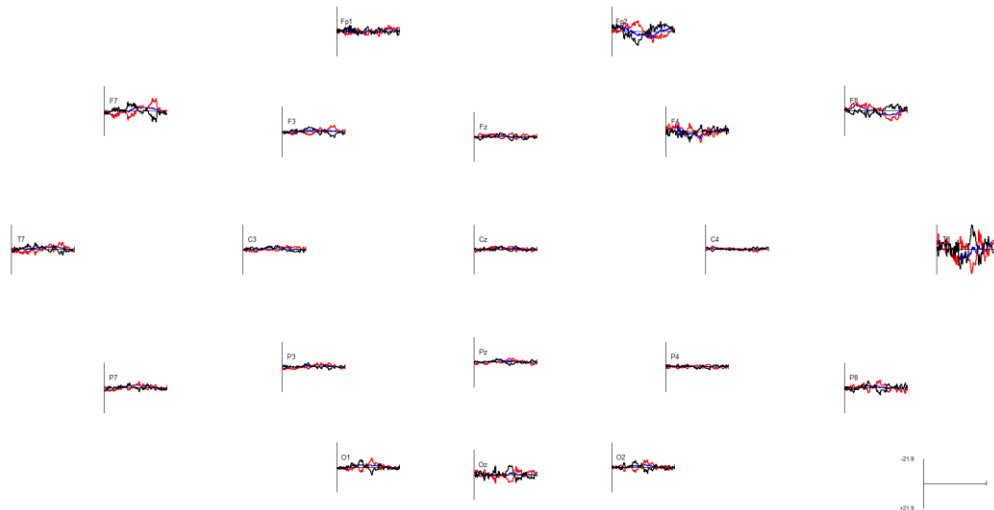 Fp1 Fp2
F7 F8
F3 Fz F4
T7 C3 Cz C4 T8
P7 P3 Pz P4 P8
O1 Oz O2
-21.9
+21.9